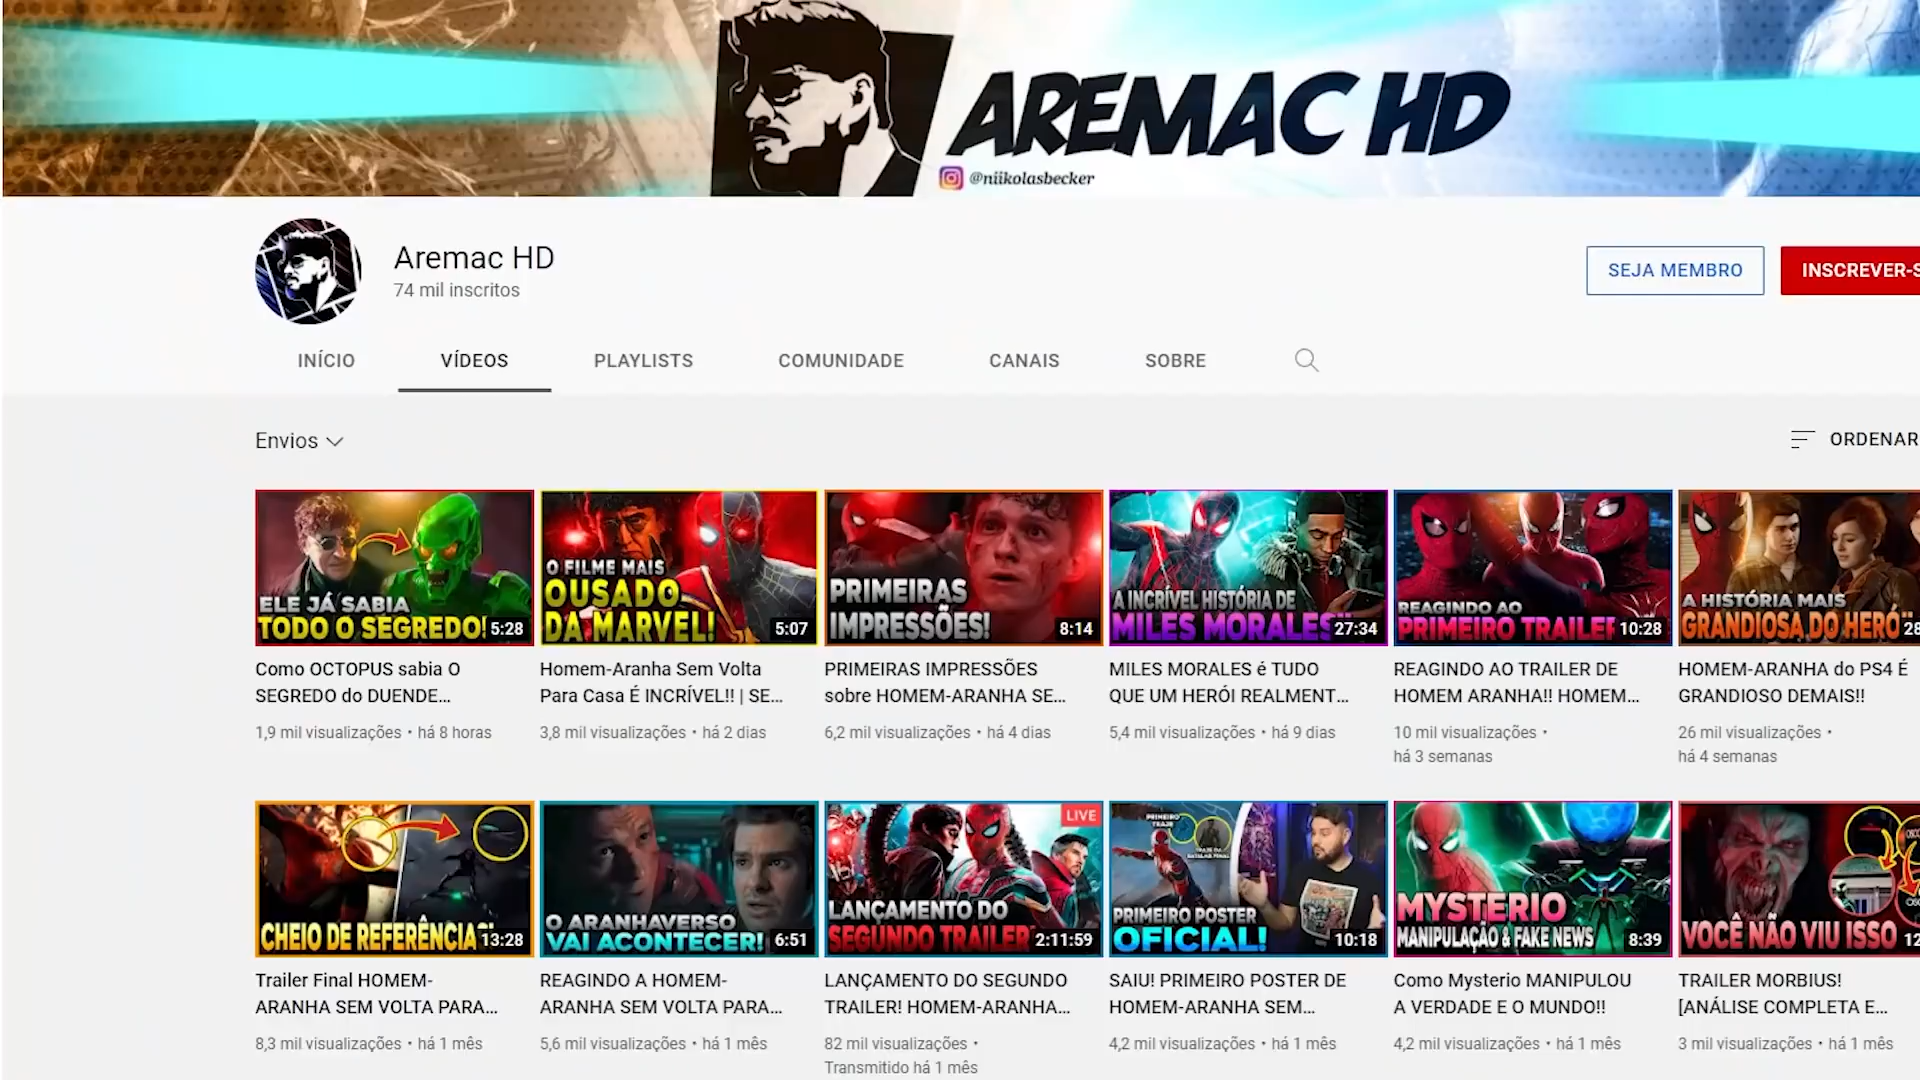 AREMAC HD
@niikolasbecker
Aremac HD
74 mil inscritos
SEJA MEMBRO
INSCREVER-S
INÍCIO
VÍDEOS
PLAYLISTS
COMUNIDADE
CANAIS
SOBRE
Envios
ORDENAR
ELE JÁ SABIA
TODO O SEGREDO!
5:28
O FILME MAIS
OUSADO
DA MARVEL!
5:07
PRIMEIRAS
IMPRESSÕES!
8:14
A INCRÍVEL HISTÓRIA DE
MILES MORALES
27:34
REAGINDO AO
PRIMEIRO TRAILER
10:28
A HISTÓRIA MAIS
GRANDIOSA DO HERÓI
28
Como OCTOPUS sabia O
SEGREDO do DUENDE...
1,9 mil visualizações • há 8 horas
Homem-Aranha Sem Volta
Para Casa É INCRÍVEL!! | SE...
3,8 mil visualizações • há 2 dias
PRIMEIRAS IMPRESSÕES
sobre HOMEM-ARANHA SE...
6,2 mil visualizações • há 4 dias
MILES MORALES é TUDO
QUE UM HERÓI REALMENT...
5,4 mil visualizações • há 9 dias
REAGINDO AO TRAILER DE
HOMEM ARANHA!! HOMEM...
10 mil visualizações •
há 3 semanas
HOMEM-ARANHA do PS4 É
GRANDIOSO DEMAIS!!
26 mil visualizações •
há 4 semanas
CHEIO DE REFERÊNCIA
13:28
O ARANHAVERSO
VAI ACONTECER!
6:51
LIVE
LANÇAMENTO DO
SEGUNDO TRAILER
2:11:59
PRIMEIRO
TRAJE
PRIMEIRO POSTER
OFICIAL!
10:18
MYSTERIO
MANIPULAÇÃO & FAKE NEWS
8:39
VOCÊ NÃO VIU ISSO
12
Trailer Final HOMEM-
ARANHA SEM VOLTA PARA...
8,3 mil visualizações • há 1 mês
REAGINDO A HOMEM-
ARANHA SEM VOLTA PARA...
5,6 mil visualizações • há 1 mês
LANÇAMENTO DO SEGUNDO
TRAILER! HOMEM-ARANHA...
82 mil visualizações •
Transmitido há 1 mês
SAIU! PRIMEIRO POSTER DE
HOMEM-ARANHA SEM...
4,2 mil visualizações • há 1 mês
Como Mysterio MANIPULOU
A VERDADE E O MUNDO!!
4,2 mil visualizações • há 1 mês
TRAILER MORBIUS!
[ANÁLISE COMPLETA E...
3 mil visualizações • há 1 mês